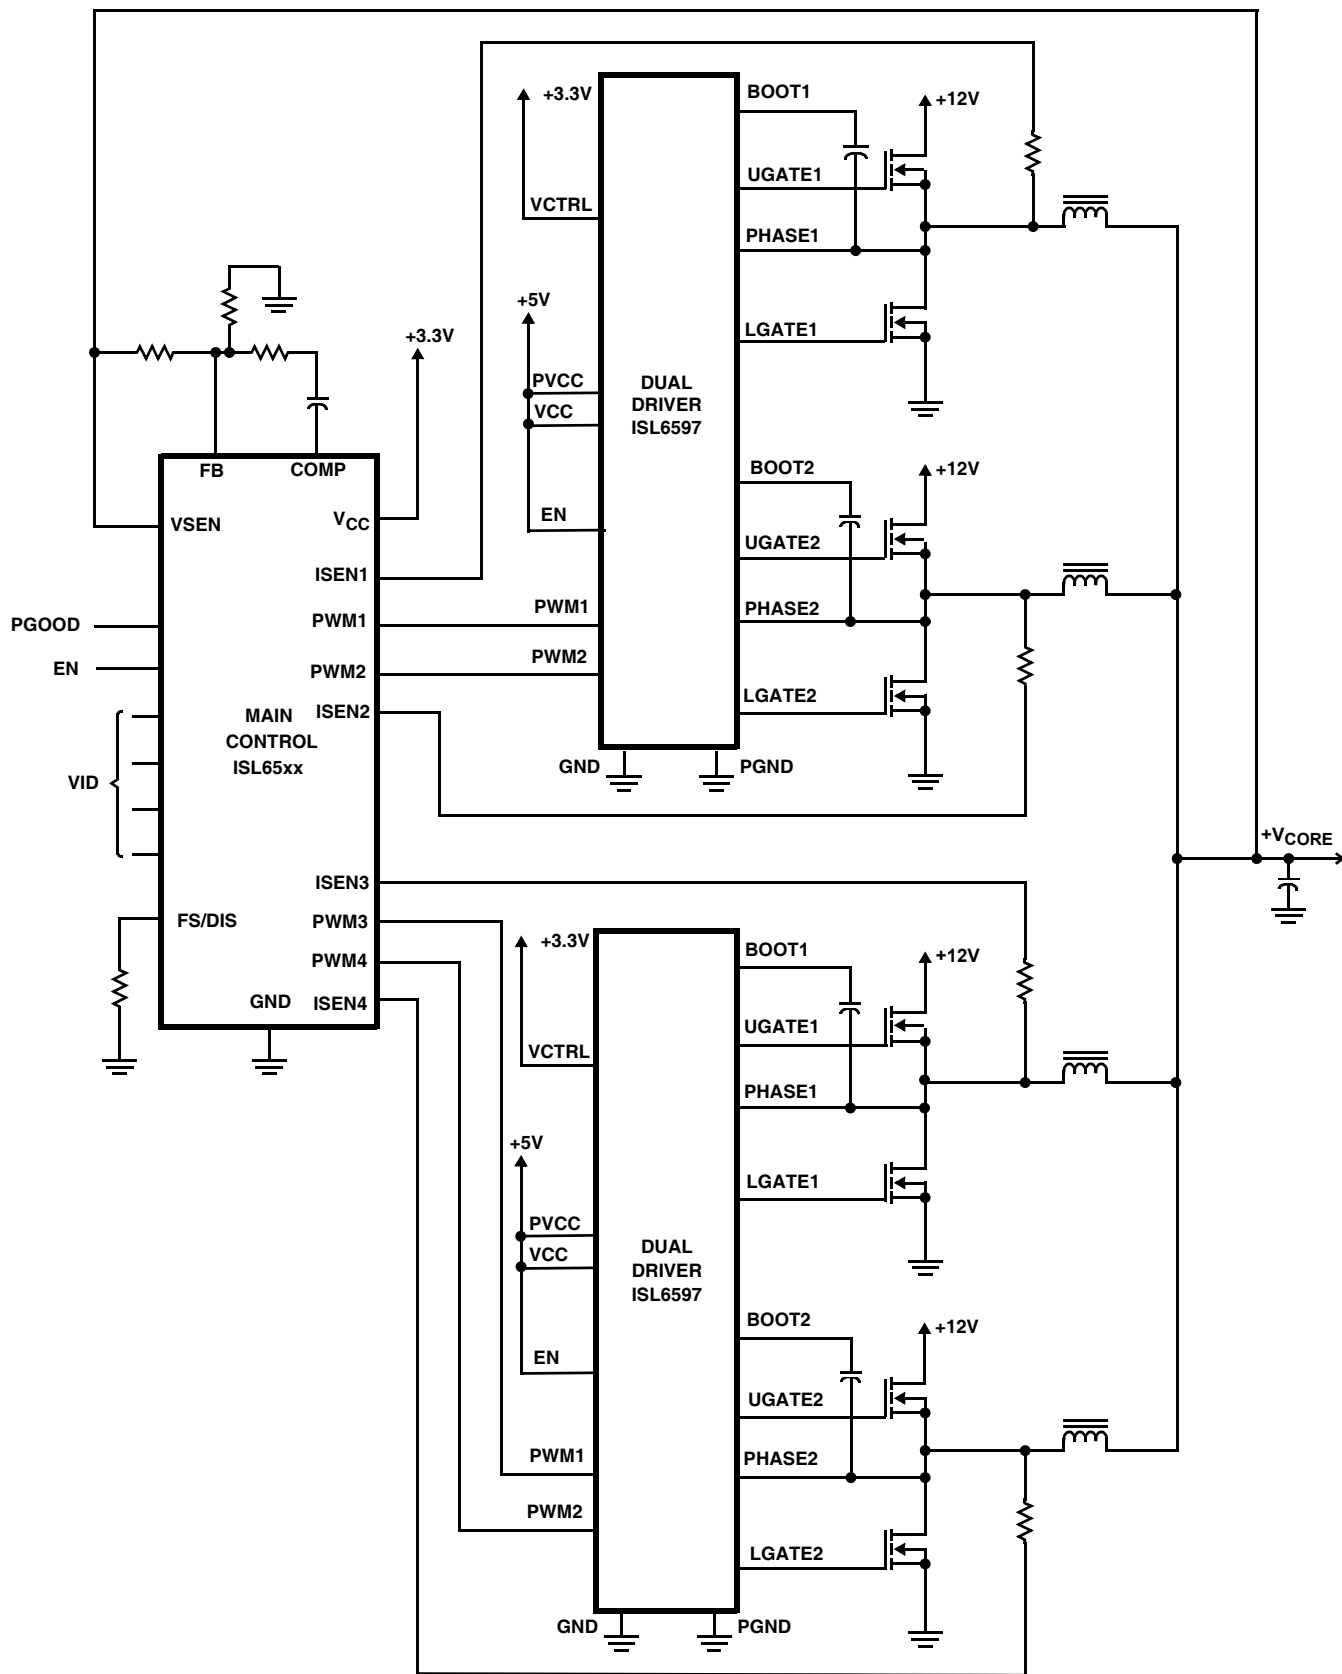 BOOT1
+3.3V
+12V
UGATE1
VCTRL
PHASE1
+5V
LGATE1
+3.3V
PVCC
DUAL
DRIVER
ISL6597
VCC
BOOT2
+12V
FB
COMP
VSEN
VCC
EN
UGATE2
ISEN1
PWM1
PHASE2
PGOOD
PWM1
PWM2
EN
PWM2
LGATE2
MAIN
CONTROL
ISL65xx
ISEN2
VID
GND
PGND
+VCORE
ISEN3
FS/DIS
PWM3
+3.3V
BOOT1
+12V
PWM4
GND
ISEN4
UGATE1
VCTRL
PHASE1
+5V
LGATE1
PVCC
DUAL
DRIVER
ISL6597
VCC
BOOT2
+12V
EN
UGATE2
PWM1
PHASE2
PWM2
LGATE2
GND
PGND